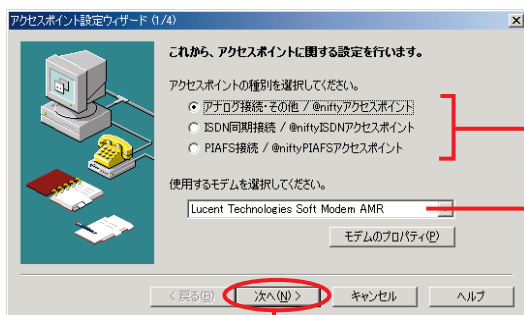 アクセスポイント設定ウィザード (1/4)
これから、アクセスポイントに関する設定を行います。
アクセスポイントの種別を選択してください。
アナログ接続・その他 / @niftyアクセスポイント
ISDN同期接続 / @niftyISDNアクセスポイント
PIAFS接続 / @niftyPIAFSアクセスポイント
使用するモデムを選択してください。
Lucent Technologies Soft Modem AMR
モデムのプロパティ(P)
< 戻る(B)
次へ(N) >
キャンセル
ヘルプ